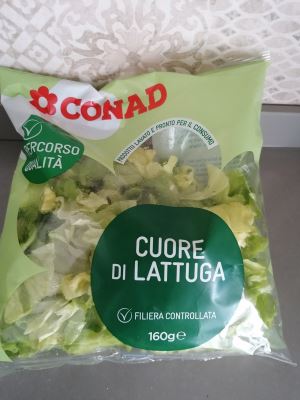 CONAD
PERCORSO
QUALITÀ
PRODOTTO LAVATO E PRONTO PER IL CONSUMO
CUORE
DI LATTUGA
FILIERA CONTROLLATA
160g e